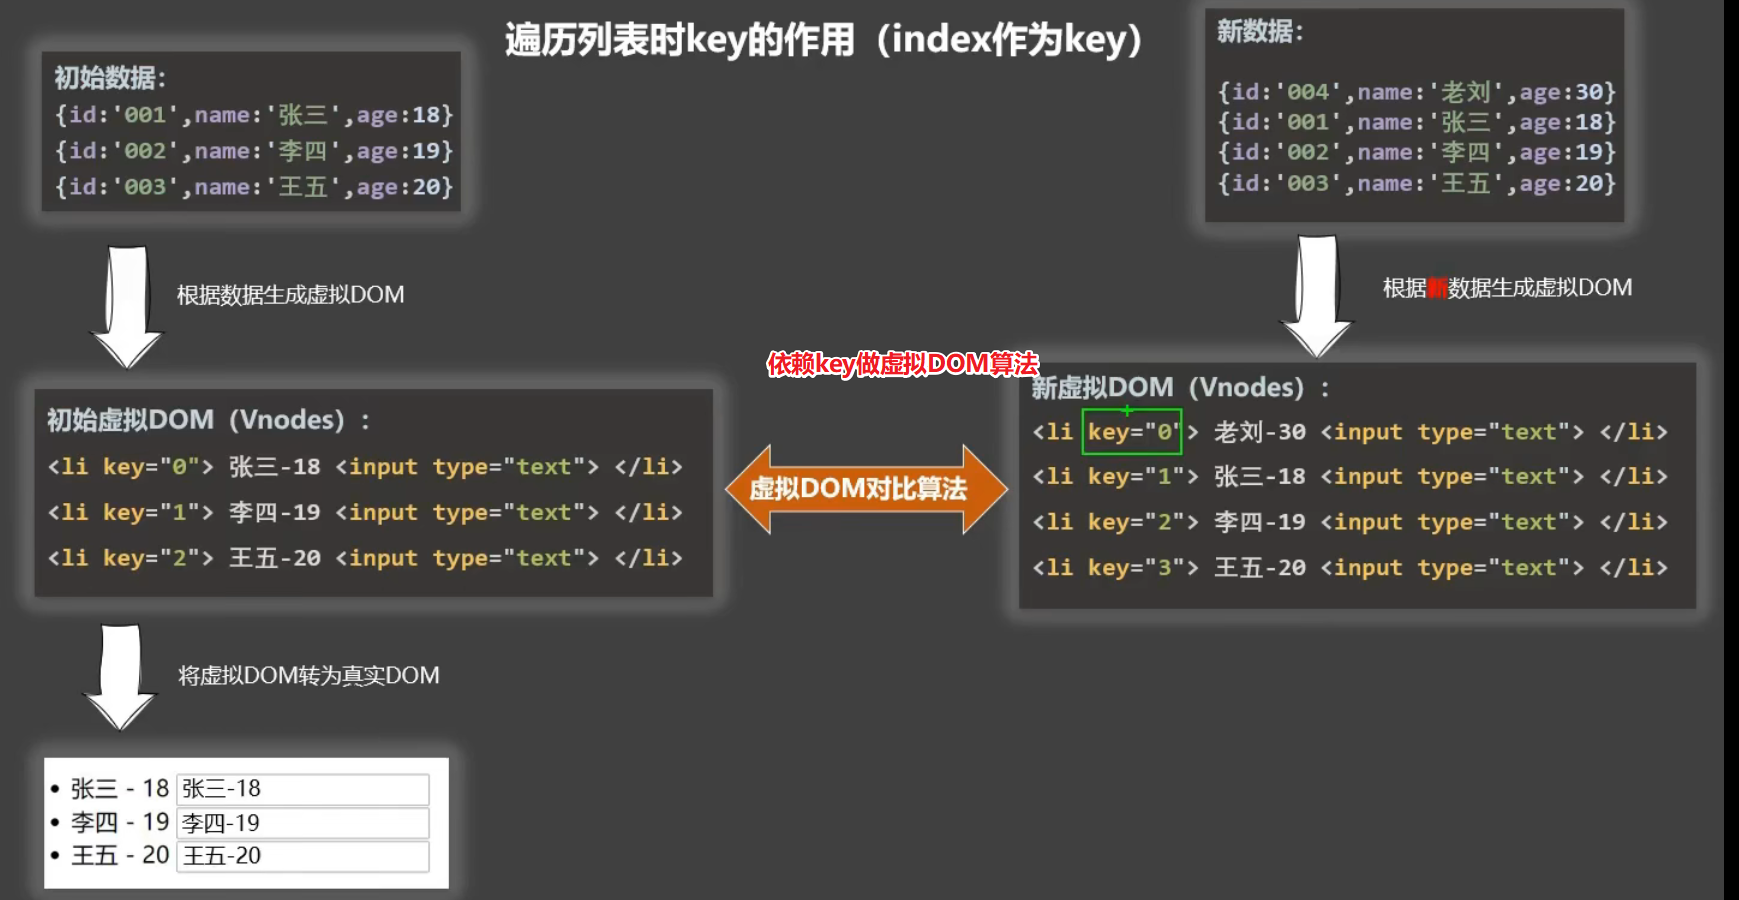 遍历列表时key的作用（index作为key）
初始数据：
{id:'001',name:'张三',age:18}
{id:'002',name:'李四',age:19}
{id:'003',name:'王五',age:20}
根据数据生成虚拟DOM
初始虚拟DOM（Vnodes）：
<li key="0"> 张三-18 <input type="text"> </li>
<li key="1"> 李四-19 <input type="text"> </li>
<li key="2"> 王五-20 <input type="text"> </li>
将虚拟DOM转为真实DOM
• 张三 - 18 张三-18
• 李四 - 19 李四-19
• 王五 - 20 王五-20
依赖key做虚拟DOM算法
虚拟DOM对比算法
新数据：
{id:'004',name:'老刘',age:30}
{id:'001',name:'张三',age:18}
{id:'002',name:'李四',age:19}
{id:'003',name:'王五',age:20}
根据新数据生成虚拟DOM
新虚拟DOM（Vnodes）：
<li key="0"> 老刘-30 <input type="text"> </li>
<li key="1"> 张三-18 <input type="text"> </li>
<li key="2"> 李四-19 <input type="text"> </li>
<li key="3"> 王五-20 <input type="text"> </li>